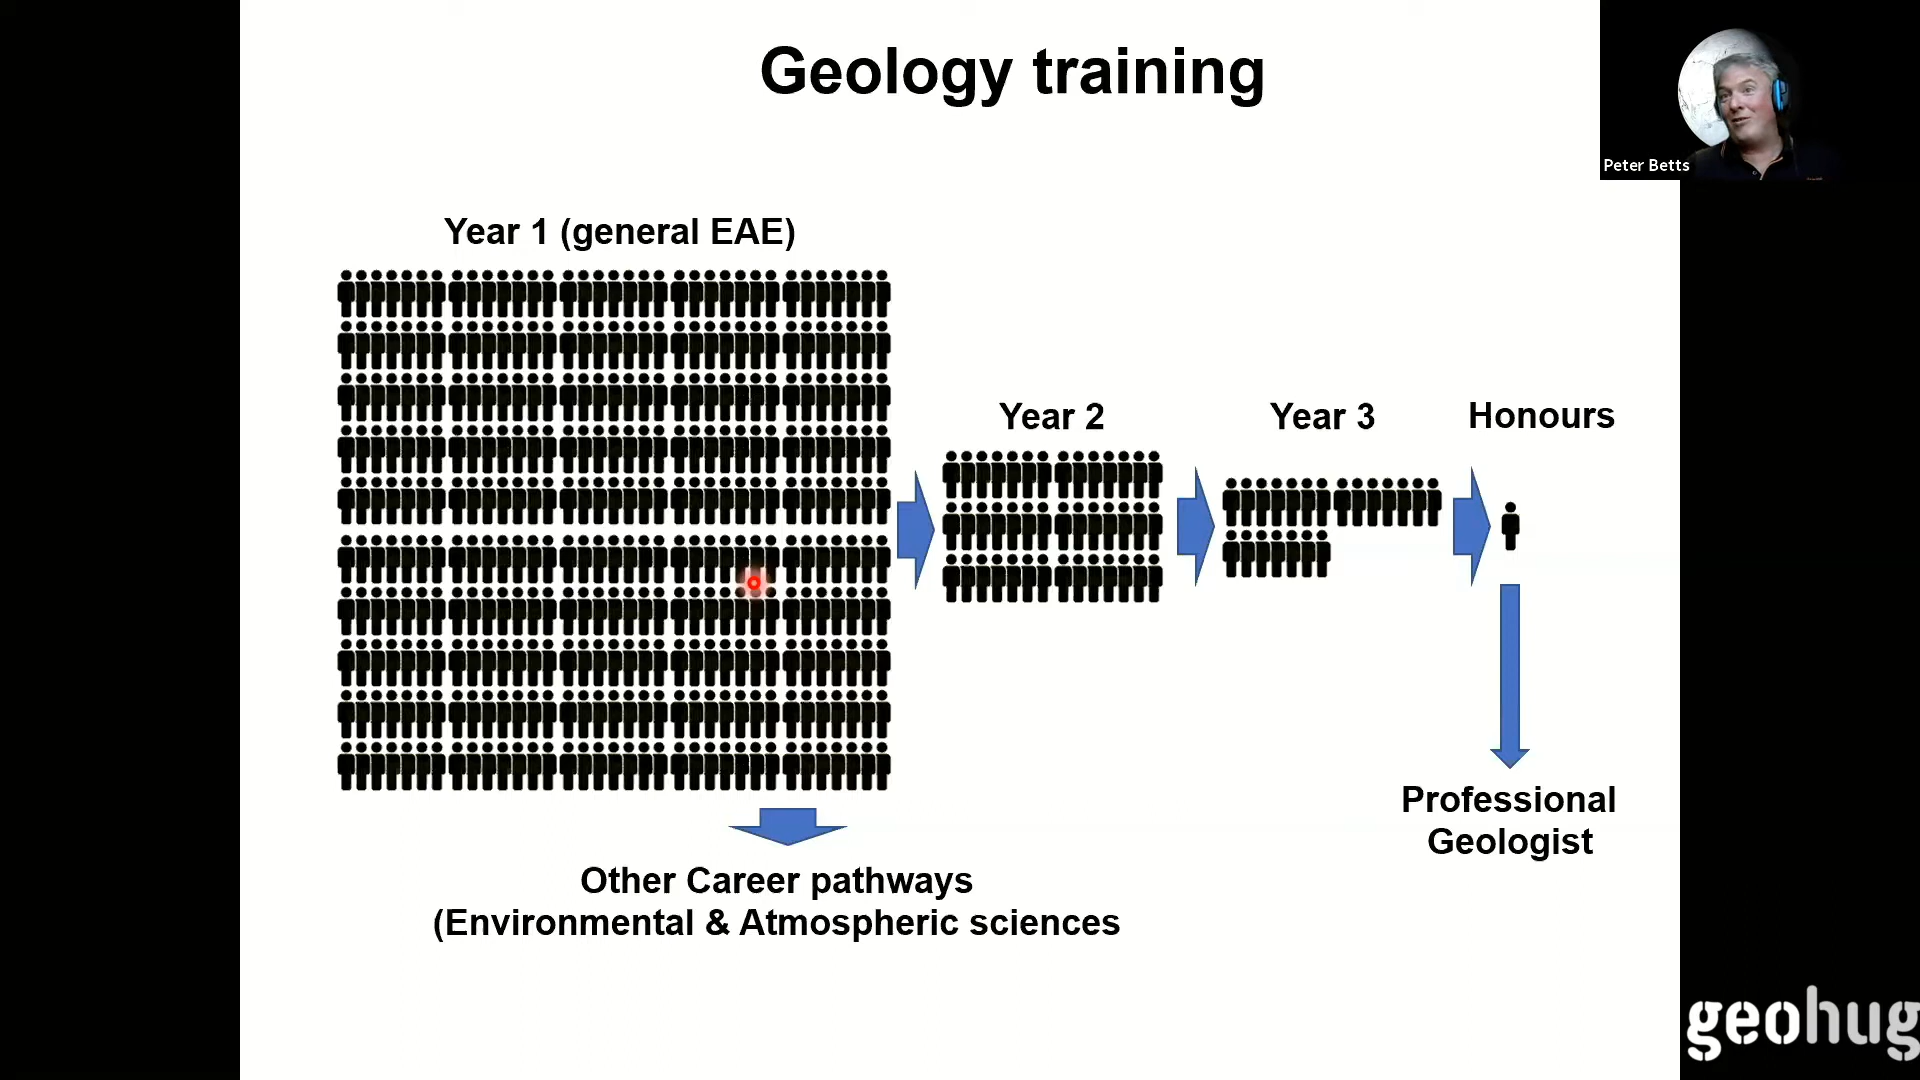 Geology training
Peter Betts
Year 1 (general EAE)
Year 2
Year 3
Honours
Professional
Geologist
Other Career pathways
(Environmental & Atmospheric sciences
geohug